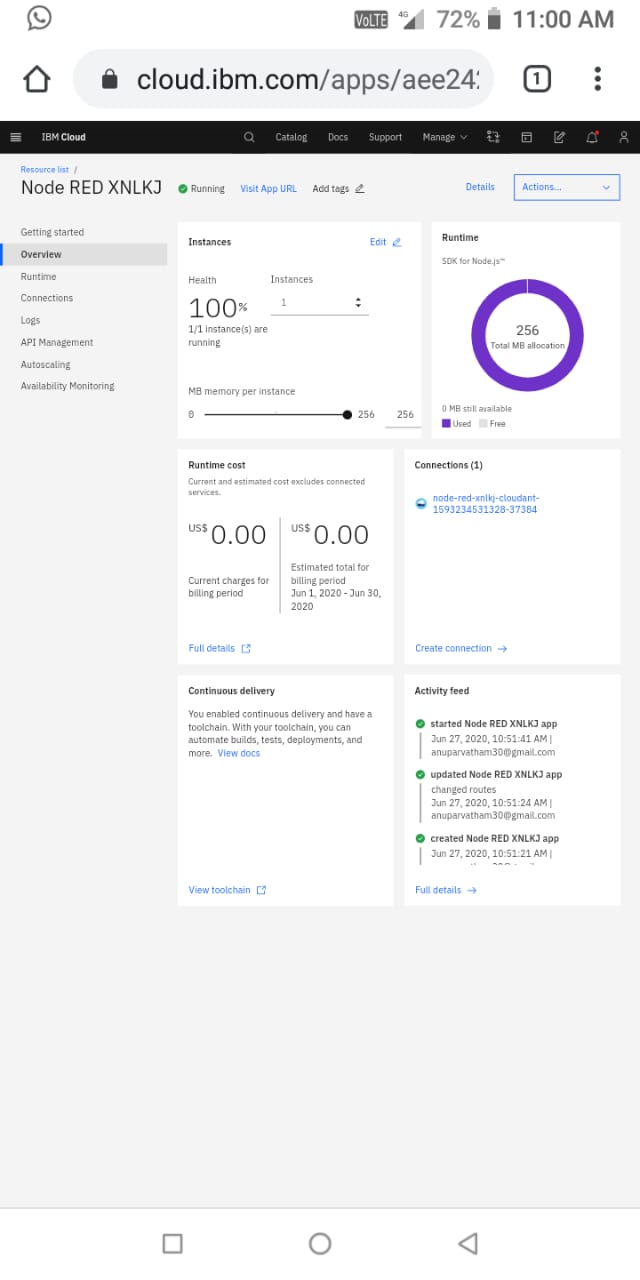 VoLTE 4G 72% 11:00 AM
cloud.ibm.com/apps/aee24
1
IBM Cloud Catalog Docs Support Manage
Resource list /
Node RED XNLKJ Running Visit App URL Add tags Details Actions...
Getting started
Overview
Runtime
Connections
Logs
API Management
Autoscaling
Availability Monitoring
Instances Edit
Health Instances
100% 1
1/1 instance(s) are
running
MB memory per instance
0 256 256
Runtime
SDK for Node.js™
256
Total MB allocation
0 MB still available
Used Free
Runtime cost
Current and estimated cost excludes connected
services.
US$ 0.00 US$ 0.00
Current charges for
billing period
Estimated total for
billing period
Jun 1, 2020 - Jun 30,
2020
Full details
Connections (1)
node-red-xnlkj-cloudant-
1593234531328-37384
Create connection
Continuous delivery
You enabled continuous delivery and have a
toolchain. With your toolchain, you can
automate builds, tests, deployments, and
more. View docs
View toolchain
Activity feed
started Node RED XNLKJ app
Jun 27, 2020, 10:51:41 AM |
anuparvatham30@gmail.com
updated Node RED XNLKJ app
changed routes
Jun 27, 2020, 10:51:24 AM |
anuparvatham30@gmail.com
created Node RED XNLKJ app
Jun 27, 2020, 10:51:21 AM |
Full details